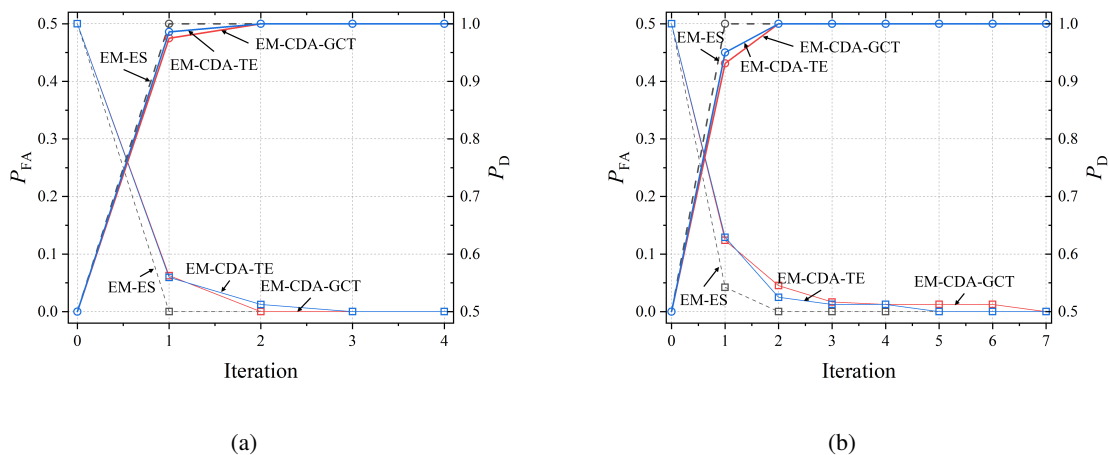 0.5
0.4
0.3
0.2
0.1
0.0
P_FA
1.0
0.9
0.8
0.7
0.6
0.5
P_D
EM-ES
EM-CDA-GCT
EM-CDA-TE
EM-CDA-TE
EM-CDA-GCT
EM-ES
0 1 2 3 4
Iteration
(a)
0.5
0.4
0.3
0.2
0.1
0.0
P_FA
1.0
0.9
0.8
0.7
0.6
0.5
P_D
EM-ES
EM-CDA-GCT
EM-CDA-TE
EM-CDA-TE
EM-CDA-GCT
EM-ES
0 1 2 3 4 5 6 7
Iteration
(b)